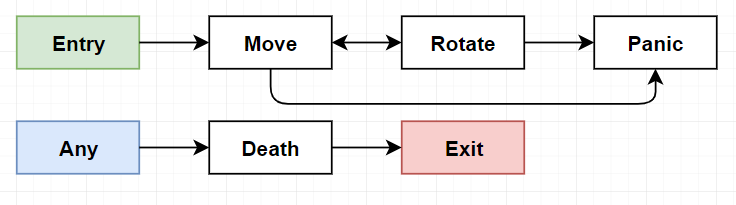 Entry
Move
Rotate
Panic
Any
Death
Exit